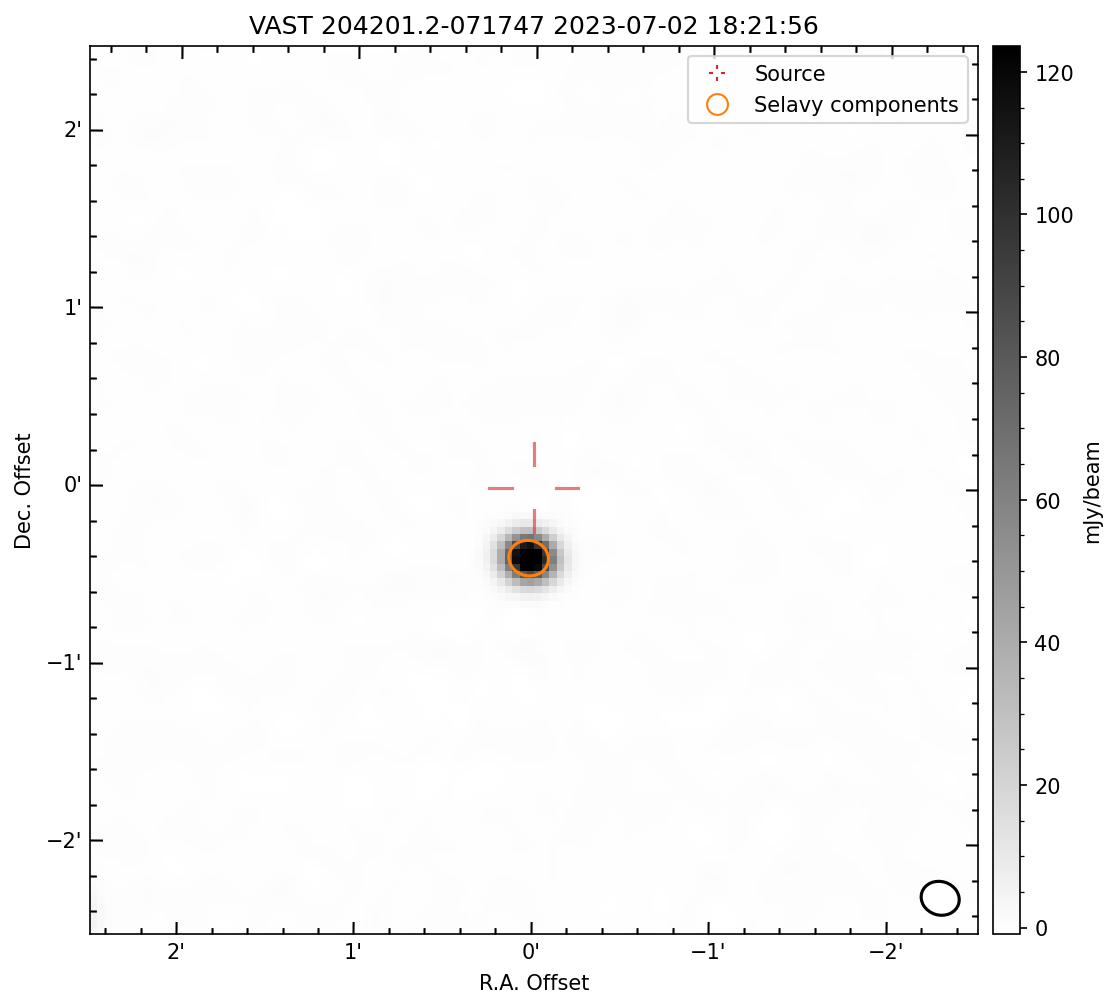 VAST 204201.2-071747 2023-07-02 18:21:56
Source
Selavy components
2'
1'
0'
−1'
−2'
Dec. Offset
2'
1'
0'
−1'
−2'
R.A. Offset
120
100
80
60
40
20
0
mJy/beam